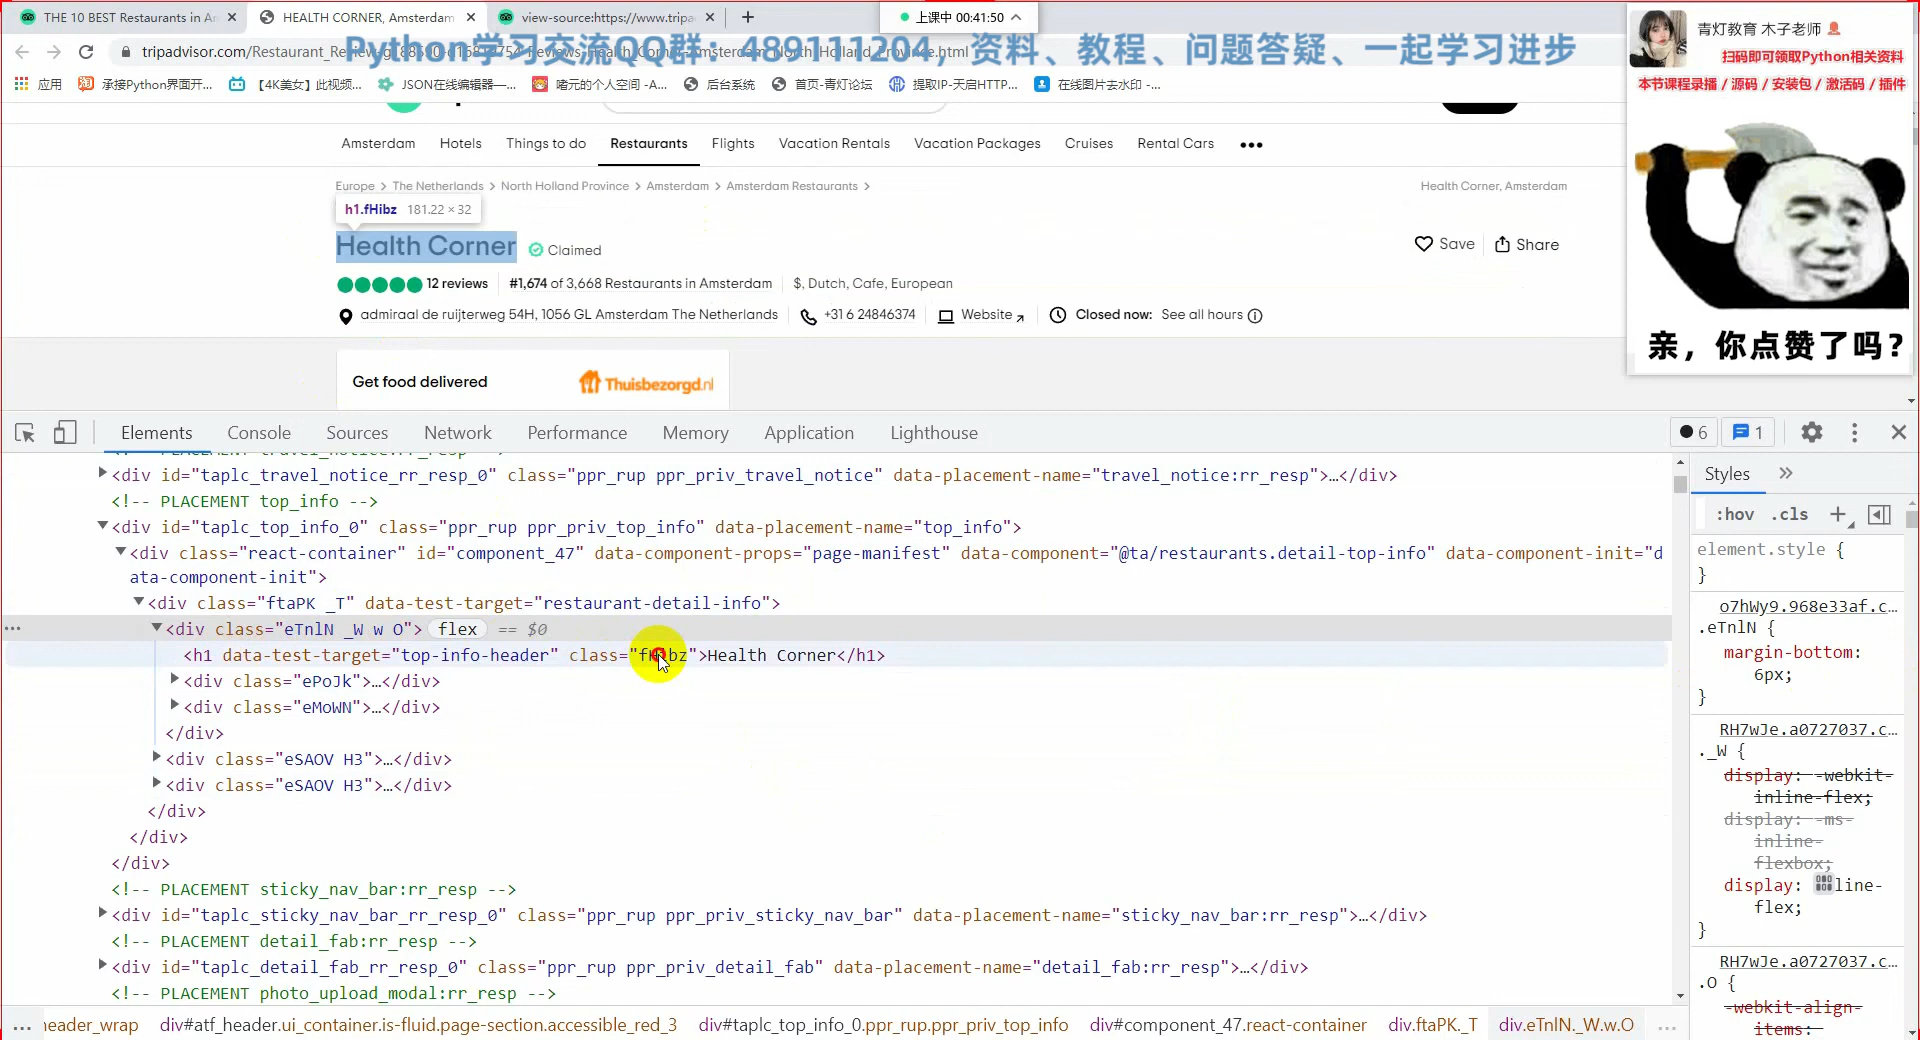 THE 10 BEST Restaurants in Am
HEALTH CORNER, Amsterdam
view-source:https://www.tripa
上课中 00:41:50
tripadvisor.com/Restaurant_Review-g188590-
Python学习交流QQ群：489111204，资料、教程、问题答疑、一起学习进步
应用
承接Python界面开...
【4K美女】此视频...
JSON在线编辑器—...
啫元的个人空间 -A...
后台系统
首页-青灯论坛
提取IP-天启HTTP...
在线图片去水印 -...
青灯教育 木子老师
扫码即可领取Python相关资料
本节课程录播 / 源码 / 安装包 / 激活码 / 插件
亲，你点赞了吗？
Amsterdam Hotels Things to do Restaurants Flights Vacation Rentals Vacation Packages Cruises Rental Cars •••
Europe > The Netherlands > North Holland Province > Amsterdam > Amsterdam Restaurants >
Health Corner, Amsterdam
h1.fHibz 181.22 × 32
Health Corner Claimed
Save Share
12 reviews #1,674 of 3,668 Restaurants in Amsterdam $, Dutch, Cafe, European
admiraal de ruijterweg 54H, 1056 GL Amsterdam The Netherlands +31 6 24846374 Website Closed now: See all hours
Get food delivered Thuisbezorgd.nl
Elements Console Sources Network Performance Memory Application Lighthouse
6 1
<!-- PLACEMENT travel_notice:rr_resp -->
<div id="taplc_travel_notice_rr_resp_0" class="ppr_rup ppr_priv_travel_notice" data-placement-name="travel_notice:rr_resp">…</div>
<!-- PLACEMENT top_info -->
<div id="taplc_top_info_0" class="ppr_rup ppr_priv_top_info" data-placement-name="top_info">
<div class="react-container" id="component_47" data-component-props="page-manifest" data-component="@ta/restaurants.detail-top-info" data-component-init="d
ata-component-init">
<div class="ftaPK _T" data-test-target="restaurant-detail-info">
<div class="eTnlN _W w O"> flex == $0
<h1 data-test-target="top-info-header" class="fHibz">Health Corner</h1>
<div class="ePoJk">…</div>
<div class="eMoWN">…</div>
</div>
<div class="eSAOV H3">…</div>
<div class="eSAOV H3">…</div>
</div>
</div>
</div>
<!-- PLACEMENT sticky_nav_bar:rr_resp -->
<div id="taplc_sticky_nav_bar_rr_resp_0" class="ppr_rup ppr_priv_sticky_nav_bar" data-placement-name="sticky_nav_bar:rr_resp">…</div>
<!-- PLACEMENT detail_fab:rr_resp -->
<div id="taplc_detail_fab_rr_resp_0" class="ppr_rup ppr_priv_detail_fab" data-placement-name="detail_fab:rr_resp">…</div>
<!-- PLACEMENT photo_upload_modal:rr_resp -->
... header_wrap div#atf_header.ui_container.is-fluid.page-section.accessible_red_3 div#taplc_top_info_0.ppr_rup.ppr_priv_top_info div#component_47.react-container div.ftaPK._T div.eTnlN._W.w.O ...
Styles
:hov .cls
element.style {
}
o7hWy9.968e33af.c…
.eTnlN {
margin-bottom:
6px;
}
RH7wJe.a0727037.c…
._W {
display: -webkit-
inline-flex;
display: -ms-
inline-
flexbox;
display: line-
flex;
}
RH7wJe.a0727037.c…
.O {
-webkit-align-
items: